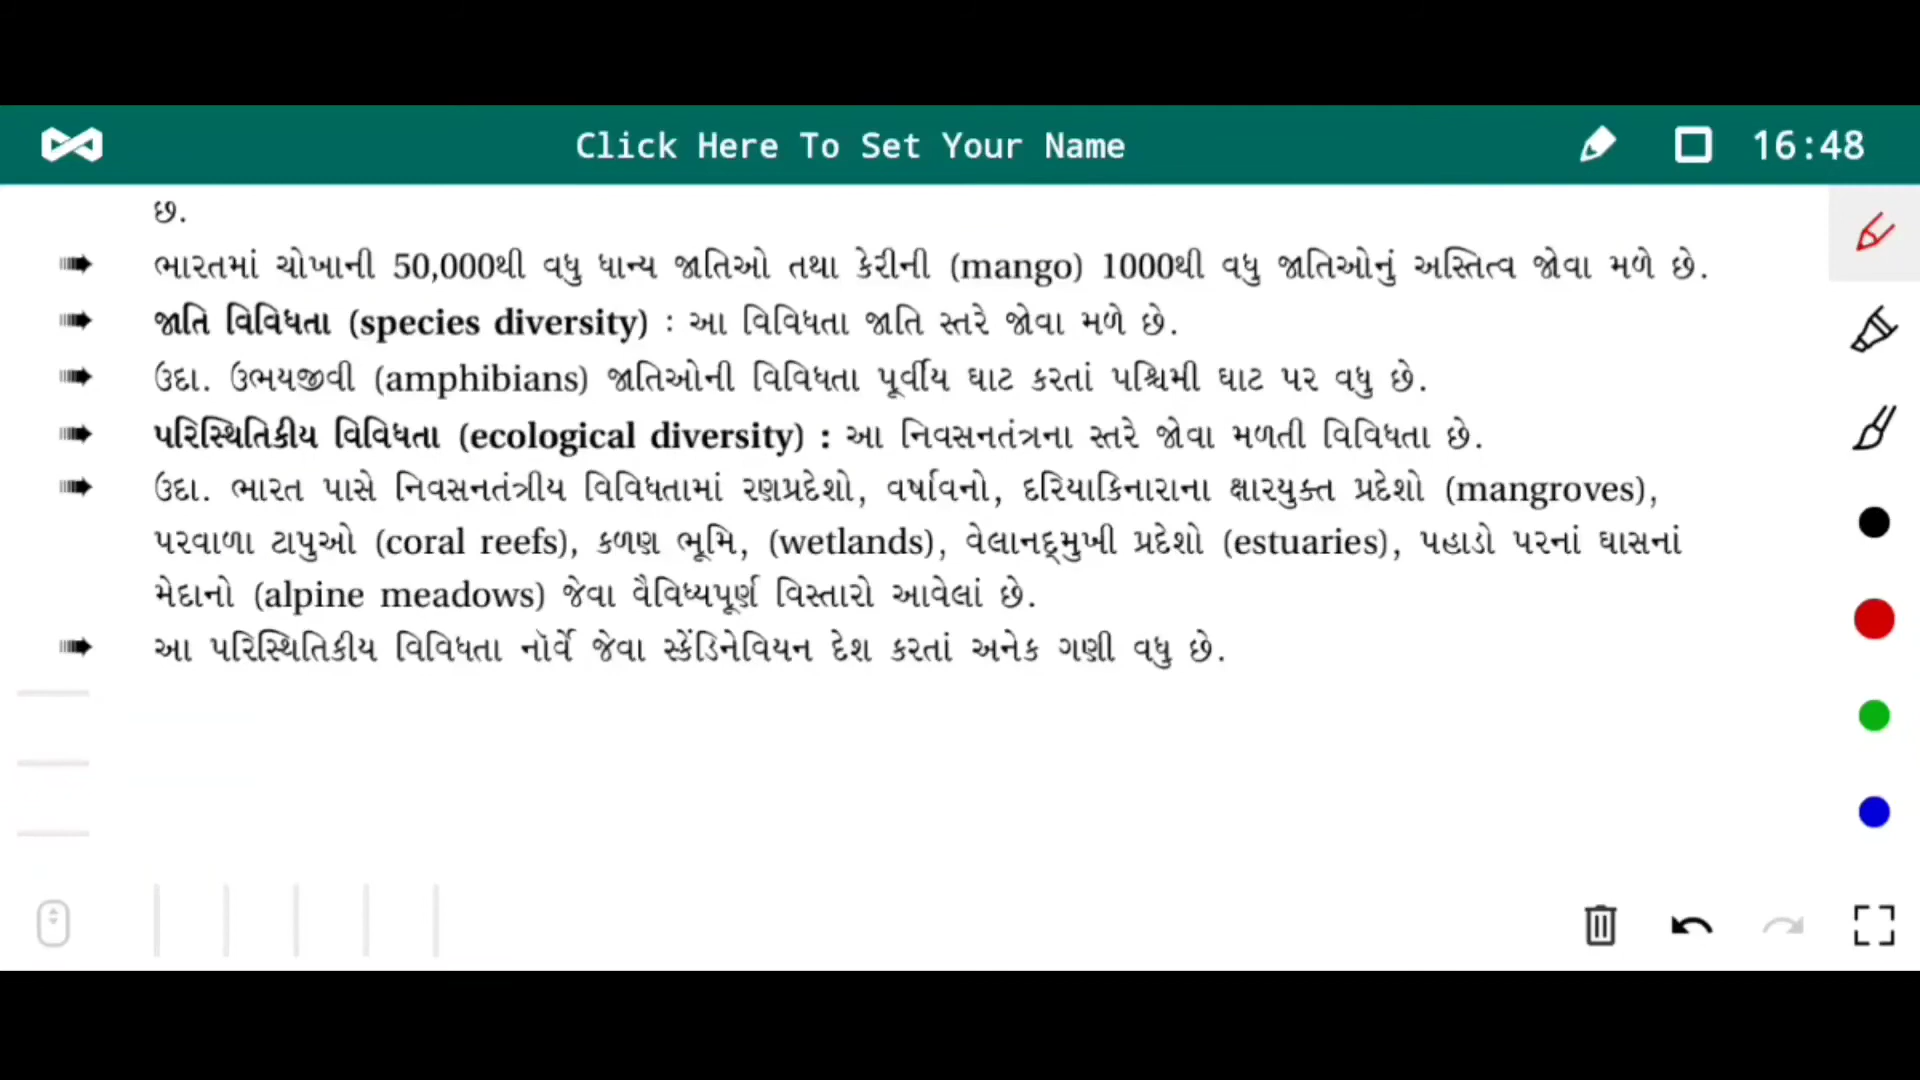 Click Here To Set Your Name
16:48
છ.
ભારતમાં ચોખાની 50,000થી વધુ ધાન્ય જાતિઓ તથા કેરીની (mango) 1000થી વધુ જાતિઓનું અસ્તિત્વ જોવા મળે છે.
જાતિ વિવિધતા (species diversity) : આ વિવિધતા જાતિ સ્તરે જોવા મળે છે.
ઉદા. ઉભયજીવી (amphibians) જાતિઓની વિવિધતા પૂર્વીય ઘાટ કરતાં પશ્ચિમી ઘાટ પર વધુ છે.
પરિસ્થિતિકીય વિવિધતા (ecological diversity) : આ નિવસનતંત્રના સ્તરે જોવા મળતી વિવિધતા છે.
ઉદા. ભારત પાસે નિવસનતંત્રીય વિવિધતામાં રણપ્રદેશો, વર્ષાવનો, દરિયાકિનારાના ક્ષારયુક્ત પ્રદેશો (mangroves),
પરવાળા ટાપુઓ (coral reefs), કળણ ભૂમિ, (wetlands), વેલાનદ્મુખી પ્રદેશો (estuaries), પહાડો પરનાં ઘાસનાં
મેદાનો (alpine meadows) જેવા વૈવિધ્યપૂર્ણ વિસ્તારો આવેલાં છે.
આ પરિસ્થિતિકીય વિવિધતા નૉર્વે જેવા સ્કેંડિનેવિયન દેશ કરતાં અનેક ગણી વધુ છે.